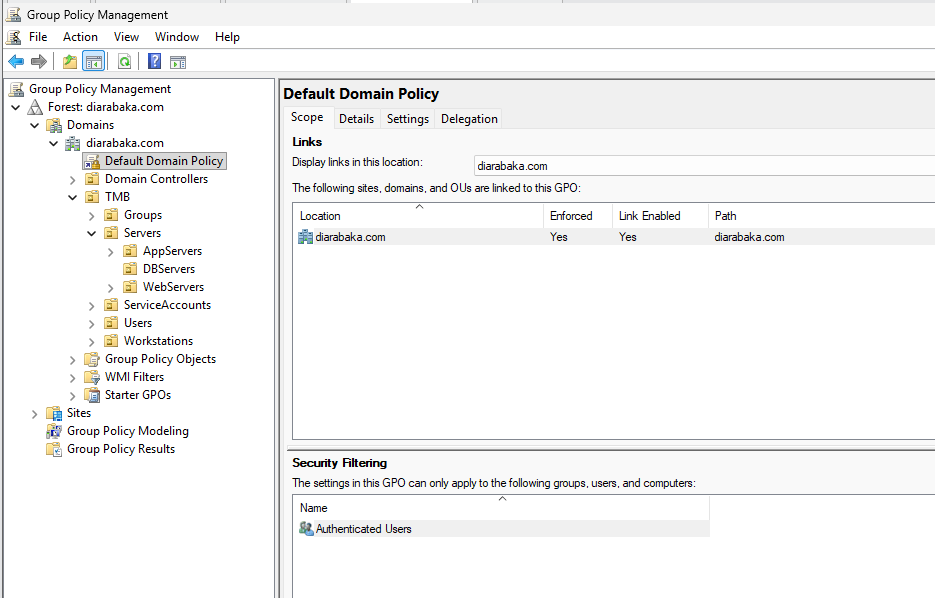 Group Policy Management
File Action View Window Help
Group Policy Management
Forest: diarabaka.com
Domains
diarabaka.com
Default Domain Policy
Domain Controllers
TMB
Groups
Servers
AppServers
DBServers
WebServers
ServiceAccounts
Users
Workstations
Group Policy Objects
WMI Filters
Starter GPOs
Sites
Group Policy Modeling
Group Policy Results
Default Domain Policy
Scope Details Settings Delegation
Links
Display links in this location: diarabaka.com
The following sites, domains, and OUs are linked to this GPO:
Location Enforced Link Enabled Path
diarabaka.com Yes Yes diarabaka.com
Security Filtering
The settings in this GPO can only apply to the following groups, users, and computers:
Name
Authenticated Users